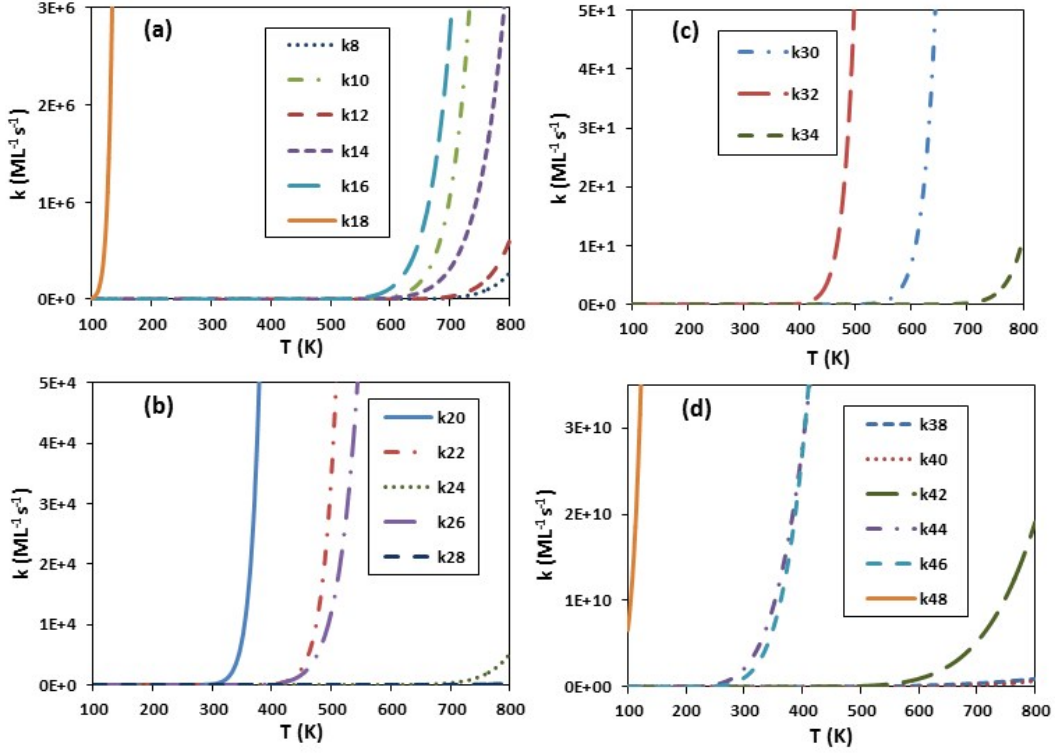 (a)
3E+6
2E+6
1E+6
0E+0
k (ML⁻¹s⁻¹)
k8
k10
k12
k14
k16
k18
100 200 300 400 500 600 700 800
T (K)
(c)
5E+1
4E+1
3E+1
2E+1
1E+1
0E+0
k (ML⁻¹s⁻¹)
k30
k32
k34
100 200 300 400 500 600 700 800
T (K)
(b)
5E+4
4E+4
3E+4
2E+4
1E+4
0E+0
k (ML⁻¹s⁻¹)
k20
k22
k24
k26
k28
100 200 300 400 500 600 700 800
T (K)
(d)
3E+10
2E+10
1E+10
0E+00
k (ML⁻¹s⁻¹)
k38
k40
k42
k44
k46
k48
100 200 300 400 500 600 700 800
T (K)